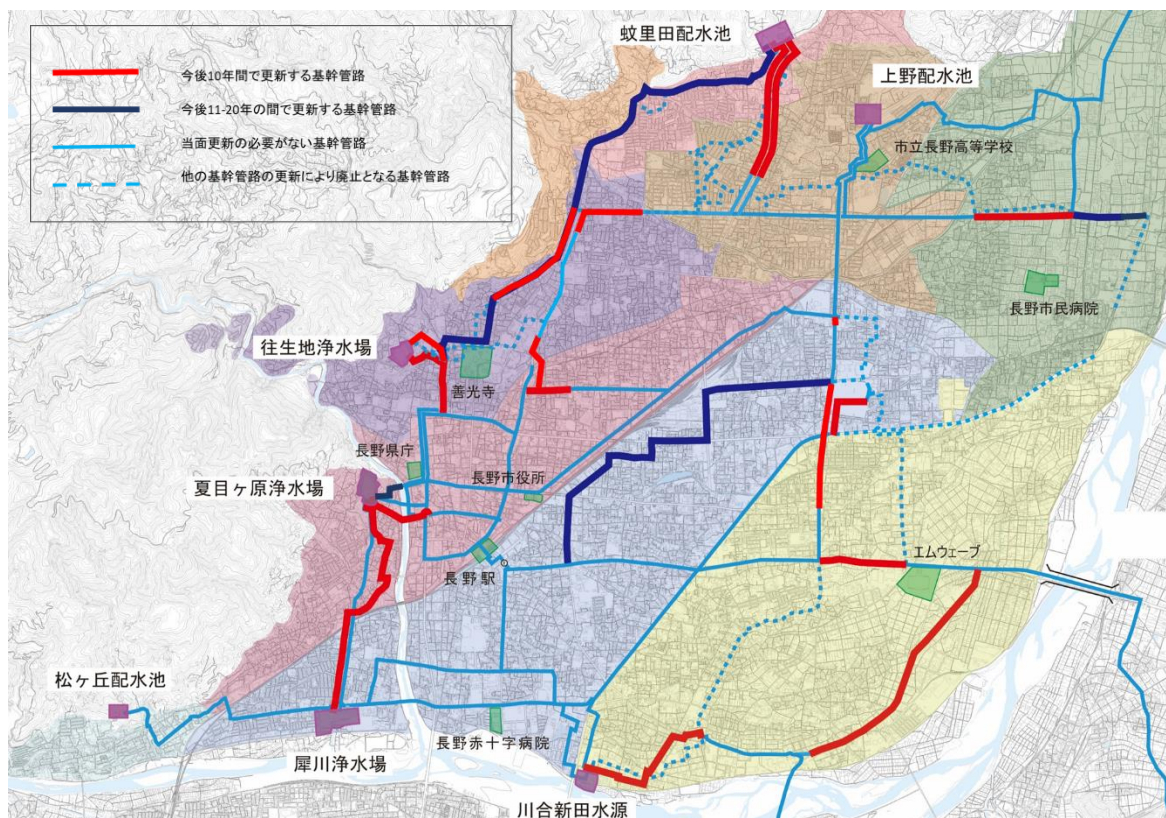 今後10年間で更新する基幹管路
今後11-20年の間で更新する基幹管路
当面更新の必要がない基幹管路
他の基幹管路の更新により廃止となる基幹管路
蚊里田配水池
上野配水池
市立長野高等学校
長野市民病院
往生地浄水場
善光寺
長野県庁
長野市役所
夏目ヶ原浄水場
長野駅
エムウェーブ
松ヶ丘配水池
長野赤十字病院
犀川浄水場
川合新田水源